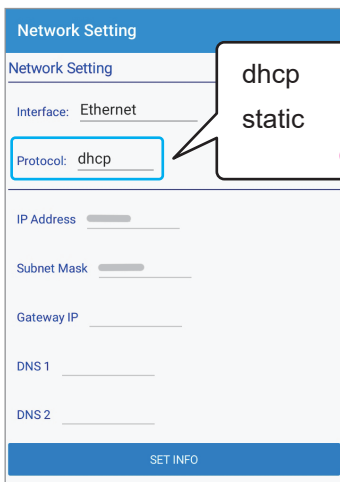 Network Setting
Network Setting
dhcp
static
Interface: Ethernet
Protocol: dhcp
IP Address
Subnet Mask
Gateway IP
DNS 1
DNS 2
SET INFO